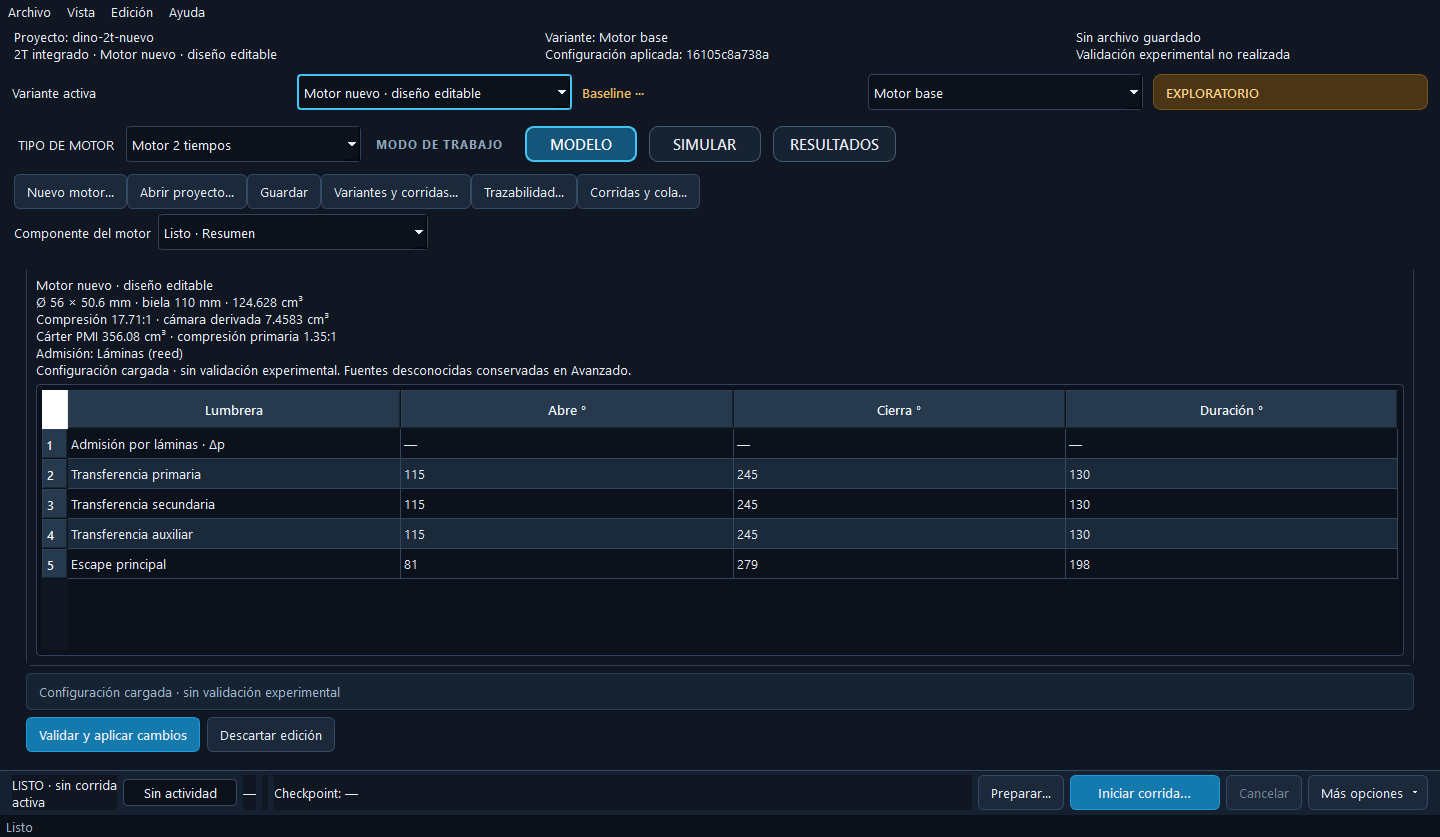 Archivo Vista Edición Ayuda
Proyecto: dino-2t-nuevo Variante: Motor base Sin archivo guardado
2T integrado · Motor nuevo · diseño editable Configuración aplicada: 16105c8a738a Validación experimental no realizada
Variante activa Motor nuevo · diseño editable Baseline ··· Motor base EXPLORATORIO
TIPO DE MOTOR Motor 2 tiempos MODO DE TRABAJO MODELO SIMULAR RESULTADOS
Nuevo motor... Abrir proyecto... Guardar Variantes y corridas... Trazabilidad... Corridas y cola...
Componente del motor Listo · Resumen
Motor nuevo · diseño editable
Ø 56 × 50.6 mm · biela 110 mm · 124.628 cm³
Compresión 17.71:1 · cámara derivada 7.4583 cm³
Cárter PMI 356.08 cm³ · compresión primaria 1.35:1
Admisión: Láminas (reed)
Configuración cargada · sin validación experimental. Fuentes desconocidas conservadas en Avanzado.
Lumbrera Abre ° Cierra ° Duración °
1 Admisión por láminas · Δp — — —
2 Transferencia primaria 115 245 130
3 Transferencia secundaria 115 245 130
4 Transferencia auxiliar 115 245 130
5 Escape principal 81 279 198
Configuración cargada · sin validación experimental
Validar y aplicar cambios Descartar edición
LISTO · sin corrida activa Sin actividad — Checkpoint: — Preparar... Iniciar corrida... Cancelar Más opciones
Listo